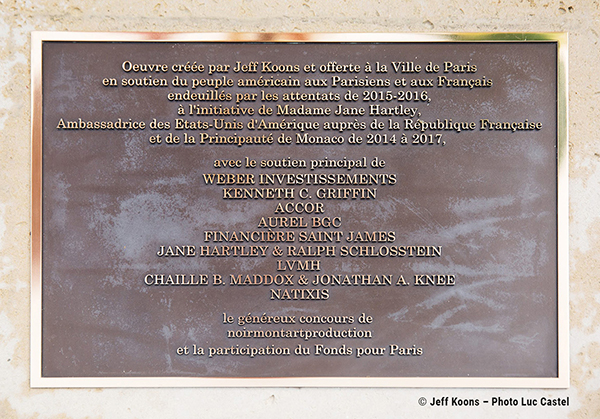 Oeuvre créée par Jeff Koons et offerte à la Ville de Paris
en soutien du peuple américain aux Parisiens et aux Français
endeuillés par les attentats de 2015-2016,
à l'initiative de Madame Jane Hartley,
Ambassadrice des Etats-Unis d'Amérique auprès de la République Française
et de la Principauté de Monaco de 2014 à 2017,
avec le soutien principal de
WEBER INVESTISSEMENTS
KENNETH C. GRIFFIN
ACCOR
AUREL BGC
FINANCIÈRE SAINT JAMES
JANE HARTLEY & RALPH SCHLOSSTEIN
LVMH
CHAILLE B. MADDOX & JONATHAN A. KNEE
NATIXIS
le généreux concours de
noirmontartproduction
et la participation du Fonds pour Paris
© Jeff Koons – Photo Luc Castel